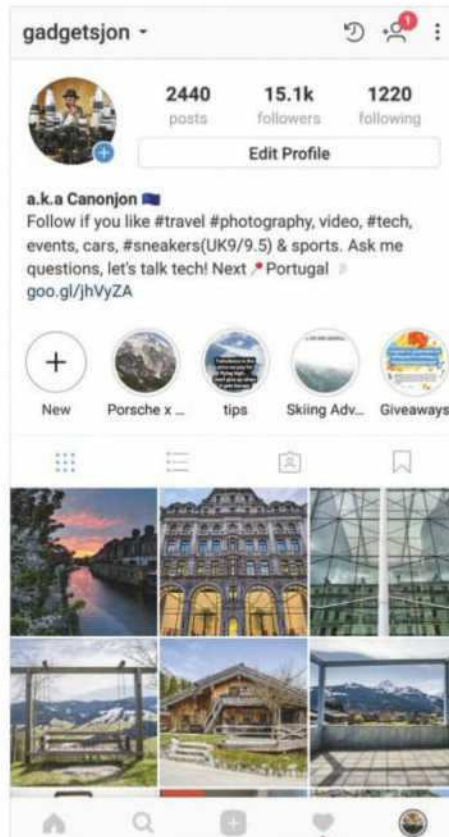 gadgetsjon
1
2440 15.1k 1220
posts followers following
Edit Profile
a.k.a Canonjon
Follow if you like #travel #photography, video, #tech,
events, cars, #sneakers(UK9/9.5) & sports. Ask me
questions, let's talk tech! Next Portugal
goo.gl/jhVyZA
New Porsche x ... tips Skiing Adv... Giveaways